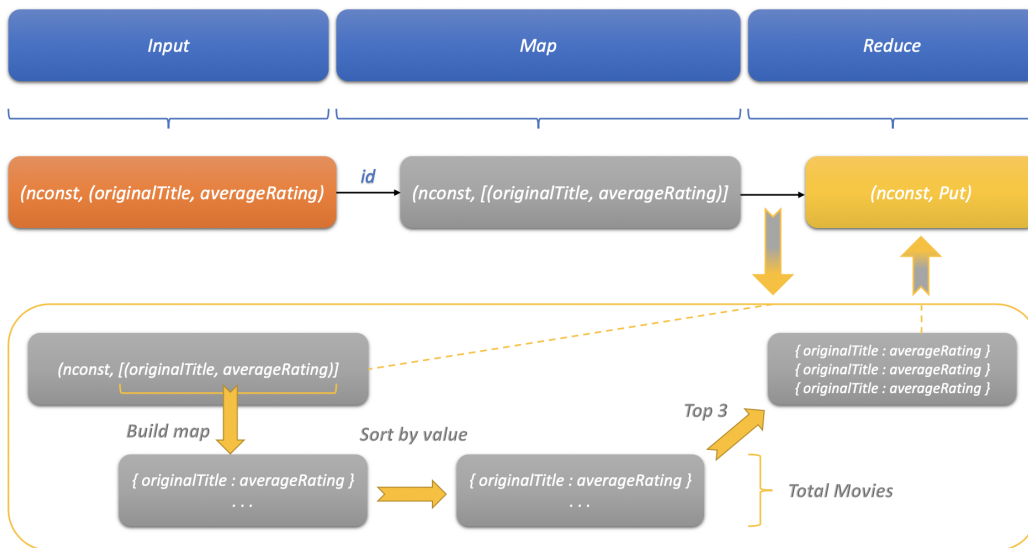 Input
Map
Reduce
(nconst, (originalTitle, averageRating)
id
(nconst, [(originalTitle, averageRating)]
(nconst, Put)
(nconst, [(originalTitle, averageRating)]
{ originalTitle : averageRating }
{ originalTitle : averageRating }
{ originalTitle : averageRating }
Build map
Sort by value
Top 3
{ originalTitle : averageRating }
. . .
{ originalTitle : averageRating }
. . .
Total Movies